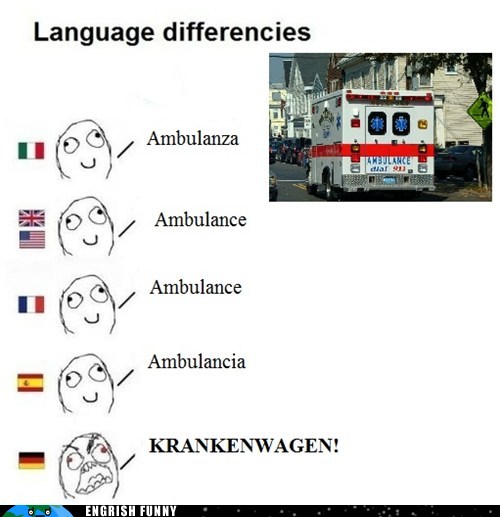 Language differencies
AMBULANCE
dial 911
Ambulanza
Ambulance
Ambulance
Ambulancia
KRANKENWAGEN!
ENGRISH FUNNY